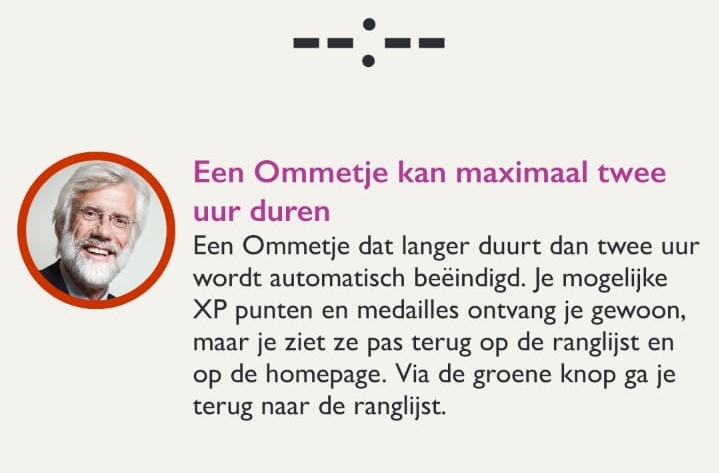 --:--
Een Ommetje kan maximaal twee
uur duren
Een Ommetje dat langer duurt dan twee uur
wordt automatisch beëindigd. Je mogelijke
XP punten en medailles ontvang je gewoon,
maar je ziet ze pas terug op de ranglijst en
op de homepage. Via de groene knop ga je
terug naar de ranglijst.